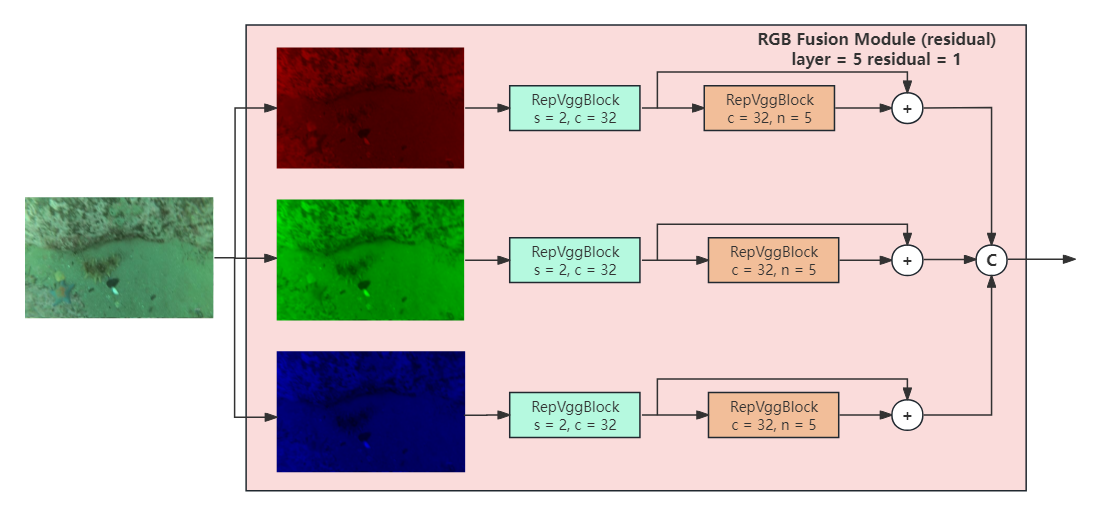 RGB Fusion Module (residual)
layer = 5 residual = 1
RepVggBlock
s = 2, c = 32
RepVggBlock
c = 32, n = 5
+
RepVggBlock
s = 2, c = 32
RepVggBlock
c = 32, n = 5
+
C
RepVggBlock
s = 2, c = 32
RepVggBlock
c = 32, n = 5
+